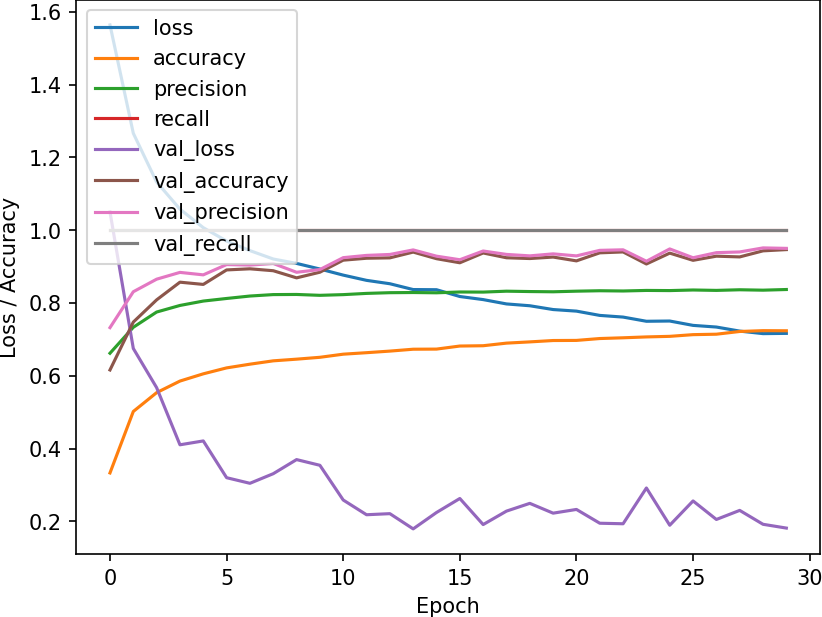 1.6
1.4
1.2
1.0
0.8
0.6
0.4
0.2
Loss / Accuracy
loss
accuracy
precision
recall
val_loss
val_accuracy
val_precision
val_recall
0 5 10 15 20 25 30
Epoch